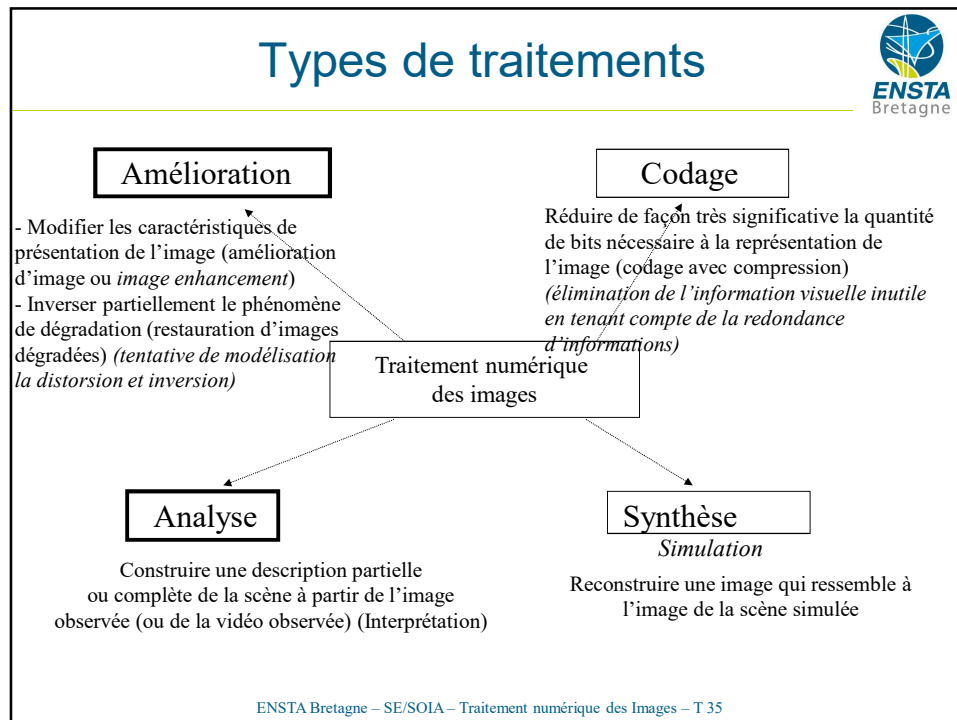 Types de traitements
ENSTA
Bretagne
Amélioration
- Modifier les caractéristiques de
présentation de l’image (amélioration
d’image ou image enhancement)
- Inverser partiellement le phénomène
de dégradation (restauration d’images
dégradées) (tentative de modélisation
la distorsion et inversion)
Codage
Réduire de façon très significative la quantité
de bits nécessaire à la représentation de
l’image (codage avec compression)
(élimination de l’information visuelle inutile
en tenant compte de la redondance
d’informations)
Traitement numérique
des images
Analyse
Construire une description partielle
ou complète de la scène à partir de l’image
observée (ou de la vidéo observée) (Interprétation)
Synthèse
Simulation
Reconstruire une image qui ressemble à
l’image de la scène simulée
ENSTA Bretagne – SE/SOIA – Traitement numérique des Images – T 35